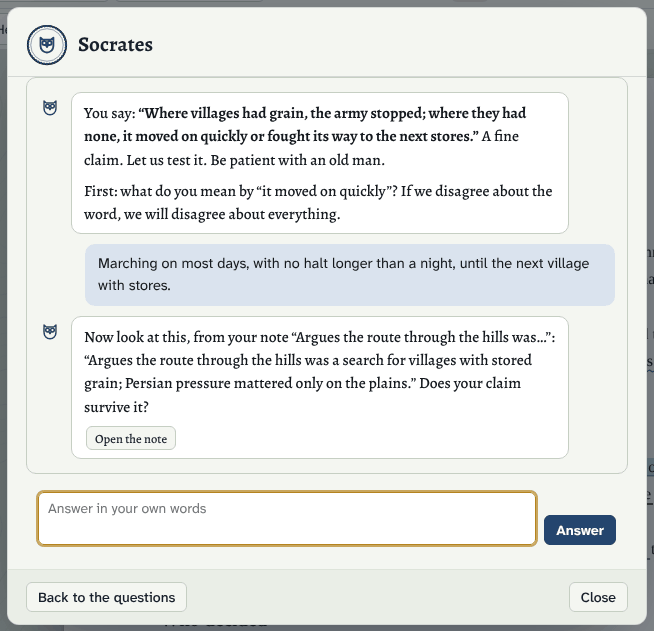 Socrates
You say: “Where villages had grain, the army stopped; where they had
none, it moved on quickly or fought its way to the next stores.” A fine
claim. Let us test it. Be patient with an old man.
First: what do you mean by “it moved on quickly”? If we disagree about the
word, we will disagree about everything.
Marching on most days, with no halt longer than a night, until the next village
with stores.
Now look at this, from your note “Argues the route through the hills was…”:
“Argues the route through the hills was a search for villages with stored
grain; Persian pressure mattered only on the plains.” Does your claim
survive it?
Open the note
Answer in your own words
Answer
Back to the questions
Close